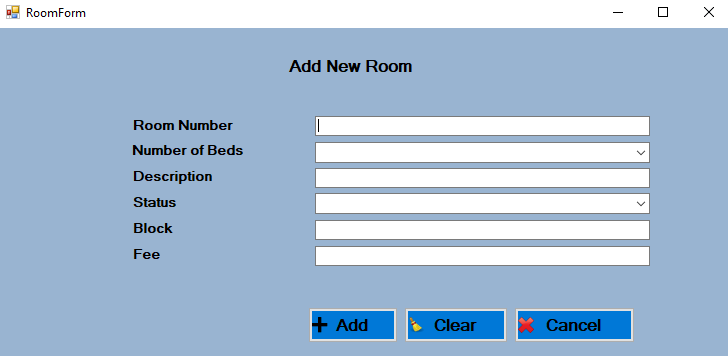 RoomForm
Add New Room
Room Number
Number of Beds
Description
Status
Block
Fee
Add Clear Cancel